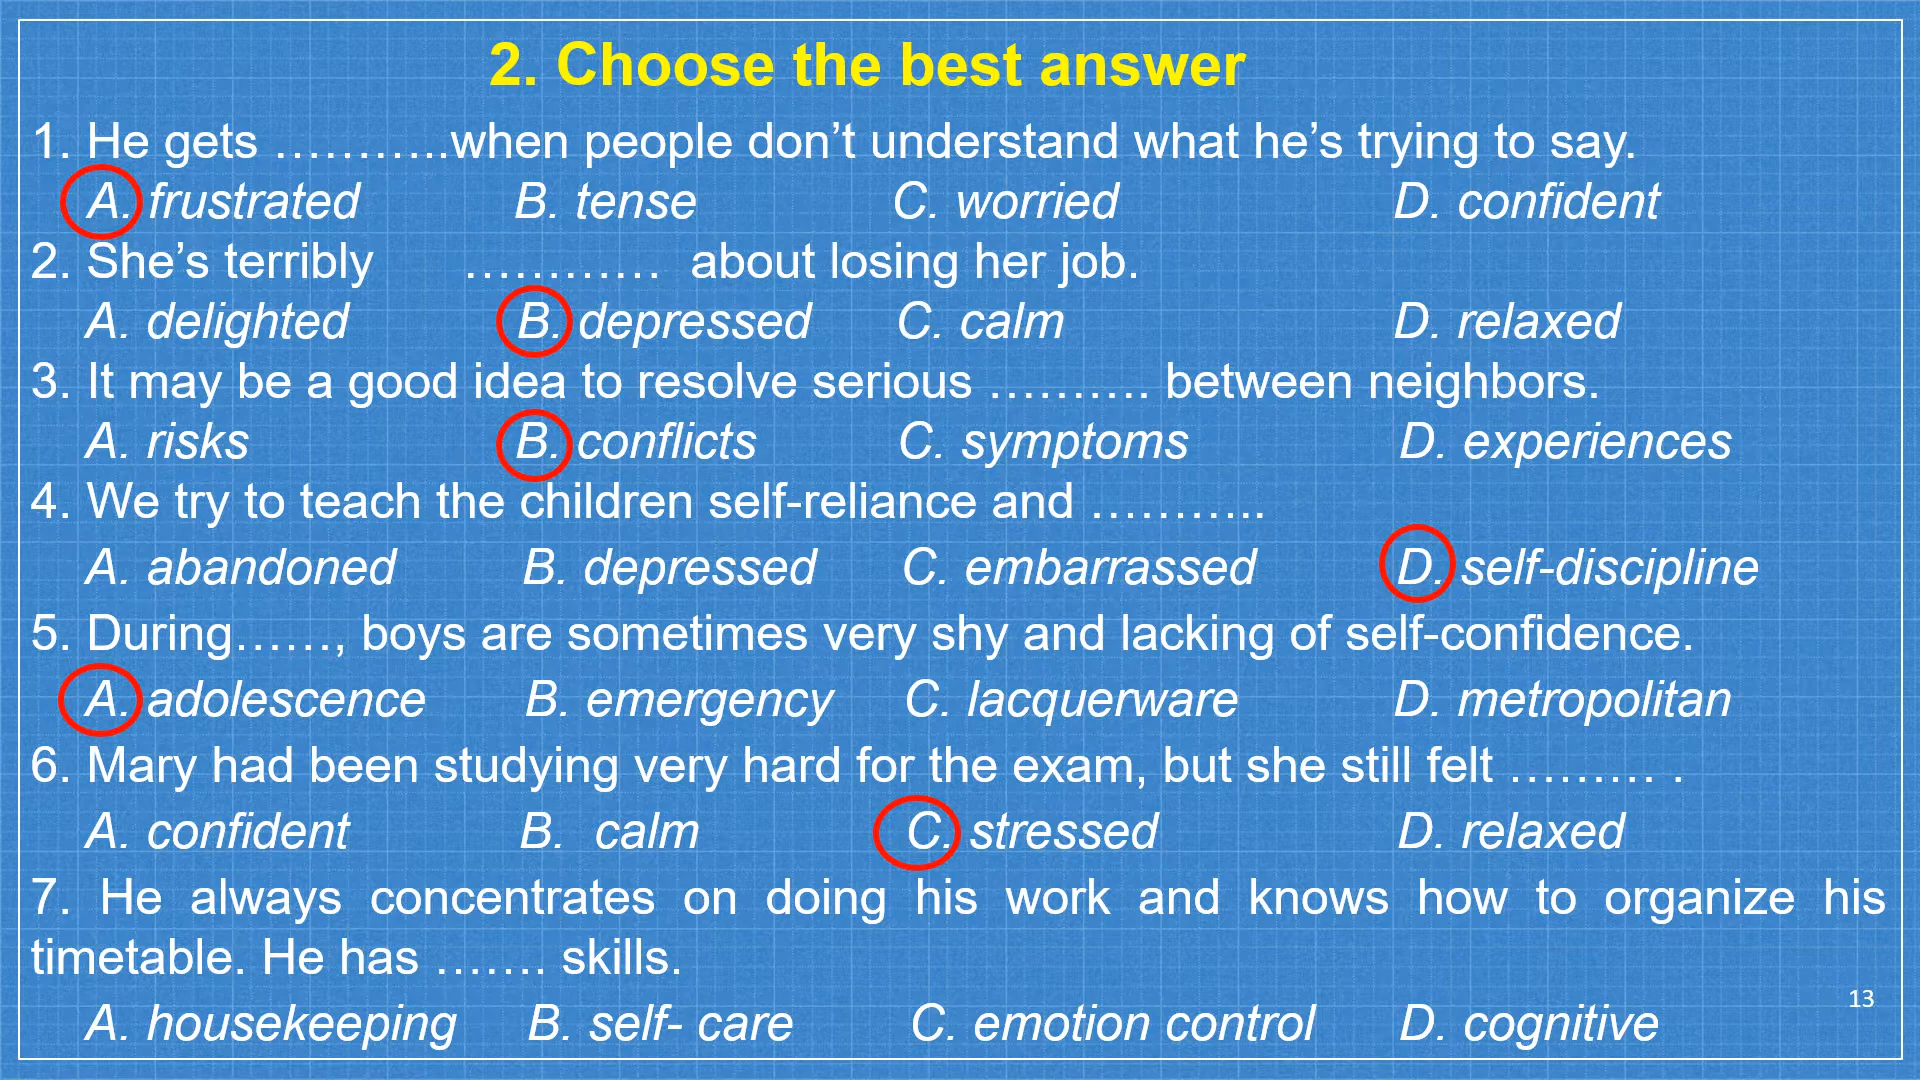 2. Choose the best answer
1. He gets ………..when people don’t understand what he’s trying to say.
A. frustrated B. tense C. worried D. confident
2. She’s terribly ………… about losing her job.
A. delighted B. depressed C. calm D. relaxed
3. It may be a good idea to resolve serious ………. between neighbors.
A. risks B. conflicts C. symptoms D. experiences
4. We try to teach the children self-reliance and ………..
A. abandoned B. depressed C. embarrassed D. self-discipline
5. During……, boys are sometimes very shy and lacking of self-confidence.
A. adolescence B. emergency C. lacquerware D. metropolitan
6. Mary had been studying very hard for the exam, but she still felt ……… .
A. confident B. calm C. stressed D. relaxed
7. He always concentrates on doing his work and knows how to organize his
timetable. He has ……. skills.
A. housekeeping B. self- care C. emotion control D. cognitive
13